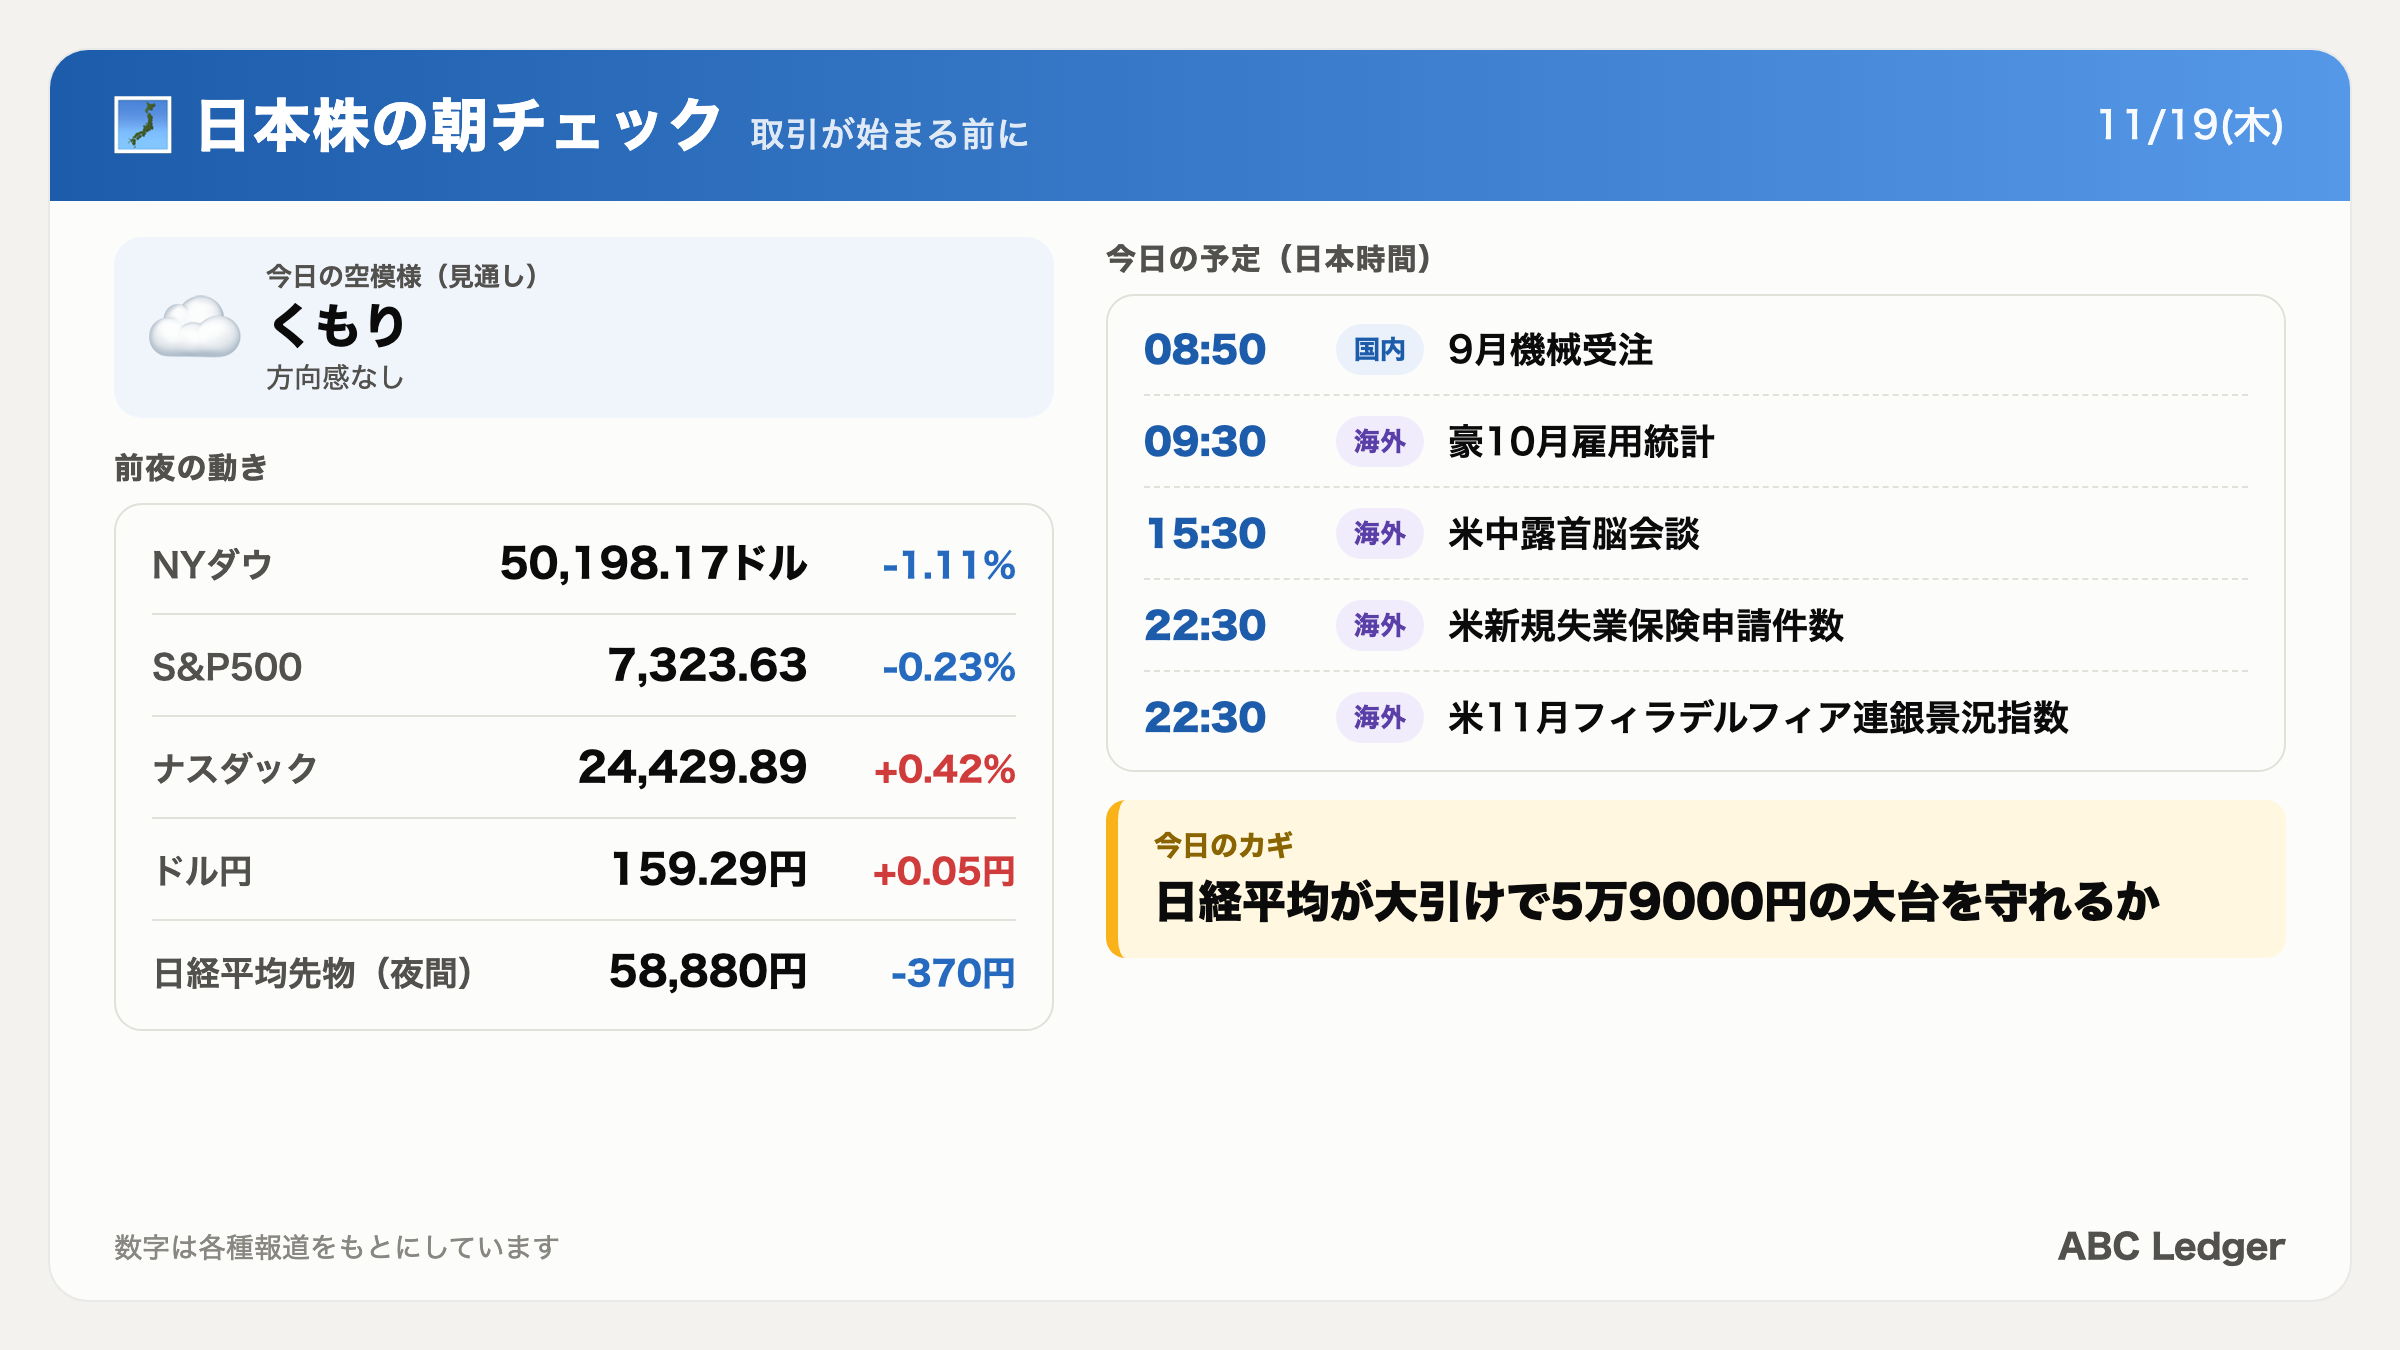 日本株の朝チェック 取引が始まる前に
11/19(木)
今日の空模様（見通し）
くもり
方向感なし
前夜の動き
NYダウ 50,198.17ドル -1.11%
S&P500 7,323.63 -0.23%
ナスダック 24,429.89 +0.42%
ドル円 159.29円 +0.05円
日経平均先物（夜間） 58,880円 -370円
今日の予定（日本時間）
08:50 国内 9月機械受注
09:30 海外 豪10月雇用統計
15:30 海外 米中露首脳会談
22:30 海外 米新規失業保険申請件数
22:30 海外 米11月フィラデルフィア連銀景況指数
今日のカギ
日経平均が大引けで5万9000円の大台を守れるか
数字は各種報道をもとにしています
ABC Ledger